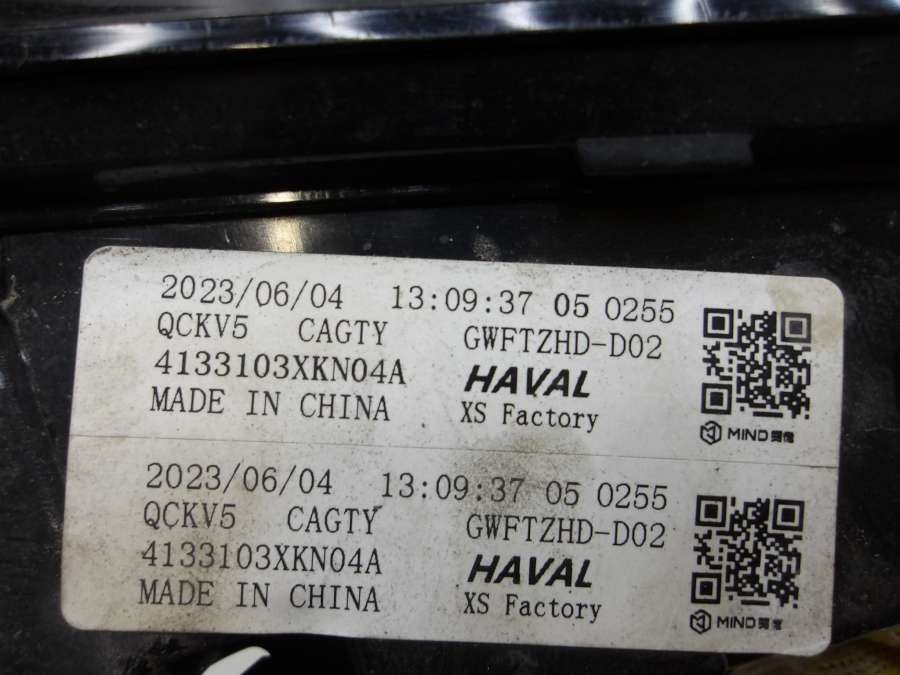 2023/06/04 13:09:37 05 0255
QCKV5 CAGTY GWFTZHD-D02
4133103XKN04A HAVAL
MADE IN CHINA XS Factory
MIND
2023/06/04 13:09:37 05 0255
QCKV5 CAGTY GWFTZHD-D02
4133103XKN04A HAVAL
MADE IN CHINA XS Factory
MIND